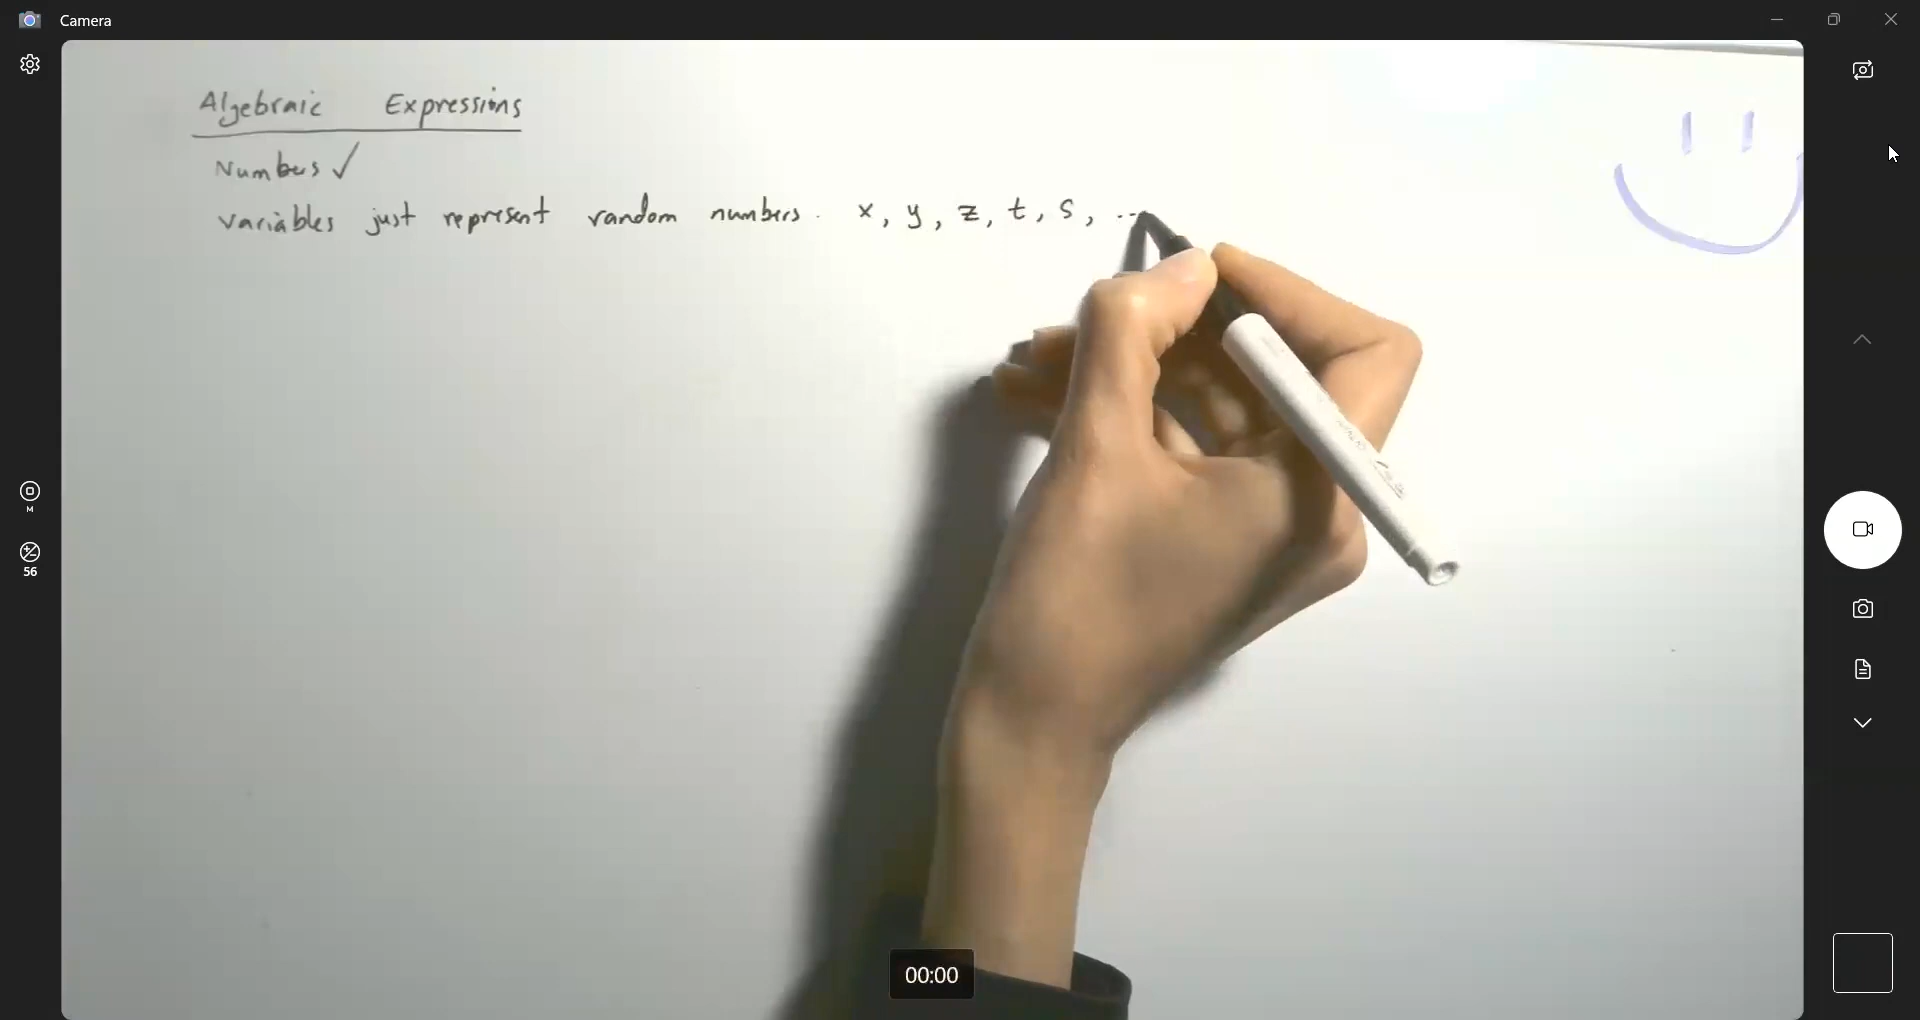 Camera
Algebraic Expressions
Numbers ✓
Variables just represent random numbers. x, y, z, t, s, ...
M
56
00:00